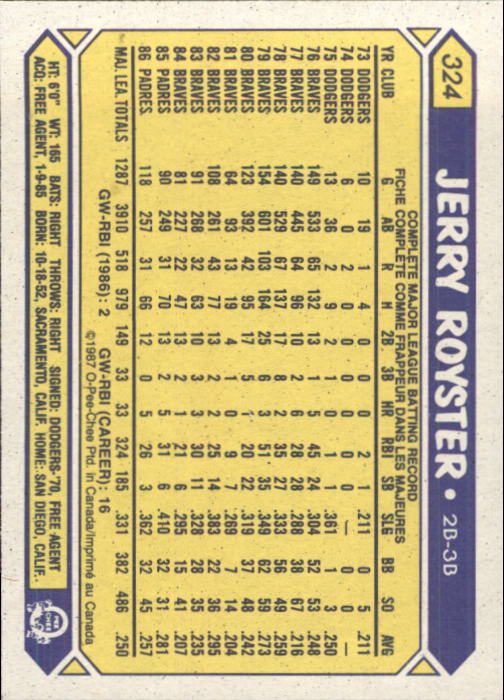 324
JERRY ROYSTER • 2B-3B
COMPLETE MAJOR LEAGUE BATTING RECORD
FICHE COMPLÈTE COMME FRAPPEUR DANS LES MAJEURES
YR CLUB G AB R H 2B 3B HR RBI SB SLG BB SO AVG
73 DODGERS 10 19 1 4 0 0 0 2 1 .211 0 5 .211
74 DODGERS 6 0 2 0 0 0 0 0 0 — 0 0 —
75 DODGERS 13 36 2 9 2 1 0 1 1 .361 1 3 .250
76 BRAVES 149 533 65 132 13 1 5 45 24 .304 52 53 .248
77 BRAVES 140 445 64 96 10 2 6 28 28 .288 38 67 .216
78 BRAVES 140 529 67 137 17 8 2 35 27 .333 56 49 .259
79 BRAVES 154 601 103 164 25 6 3 51 35 .349 62 59 .273
80 BRAVES 123 392 42 95 17 5 1 20 22 .319 37 48 .242
81 BRAVES 64 93 13 19 4 1 0 9 7 .269 7 14 .204
82 BRAVES 108 261 43 77 13 2 2 25 14 .383 22 36 .295
83 BRAVES 91 268 32 63 10 3 3 30 11 .328 28 35 .235
84 BRAVES 81 227 22 47 13 2 1 21 6 .295 15 41 .207
85 PADRES 90 249 31 70 13 2 5 31 6 .410 32 31 .281
86 PADRES 118 257 31 66 12 0 5 26 3 .362 32 45 .257
MAJ. LEA. TOTALS 1287 3910 518 979 149 33 33 324 185 .331 382 486 .250
GW-RBI (1986): 2 GW-RBI (CAREER): 16
©1987 O-Pee-Chee Ptd. in Canada/Imprimé au Canada
HT: 6'0" WT: 165 BATS: RIGHT THROWS: RIGHT SIGNED: DODGERS-'70, FREE AGENT
ACQ: FREE AGENT, 1-9-85 BORN: 10-18-52, SACRAMENTO, CALIF. HOME: SAN DIEGO, CALIF.
O PEE CHEE